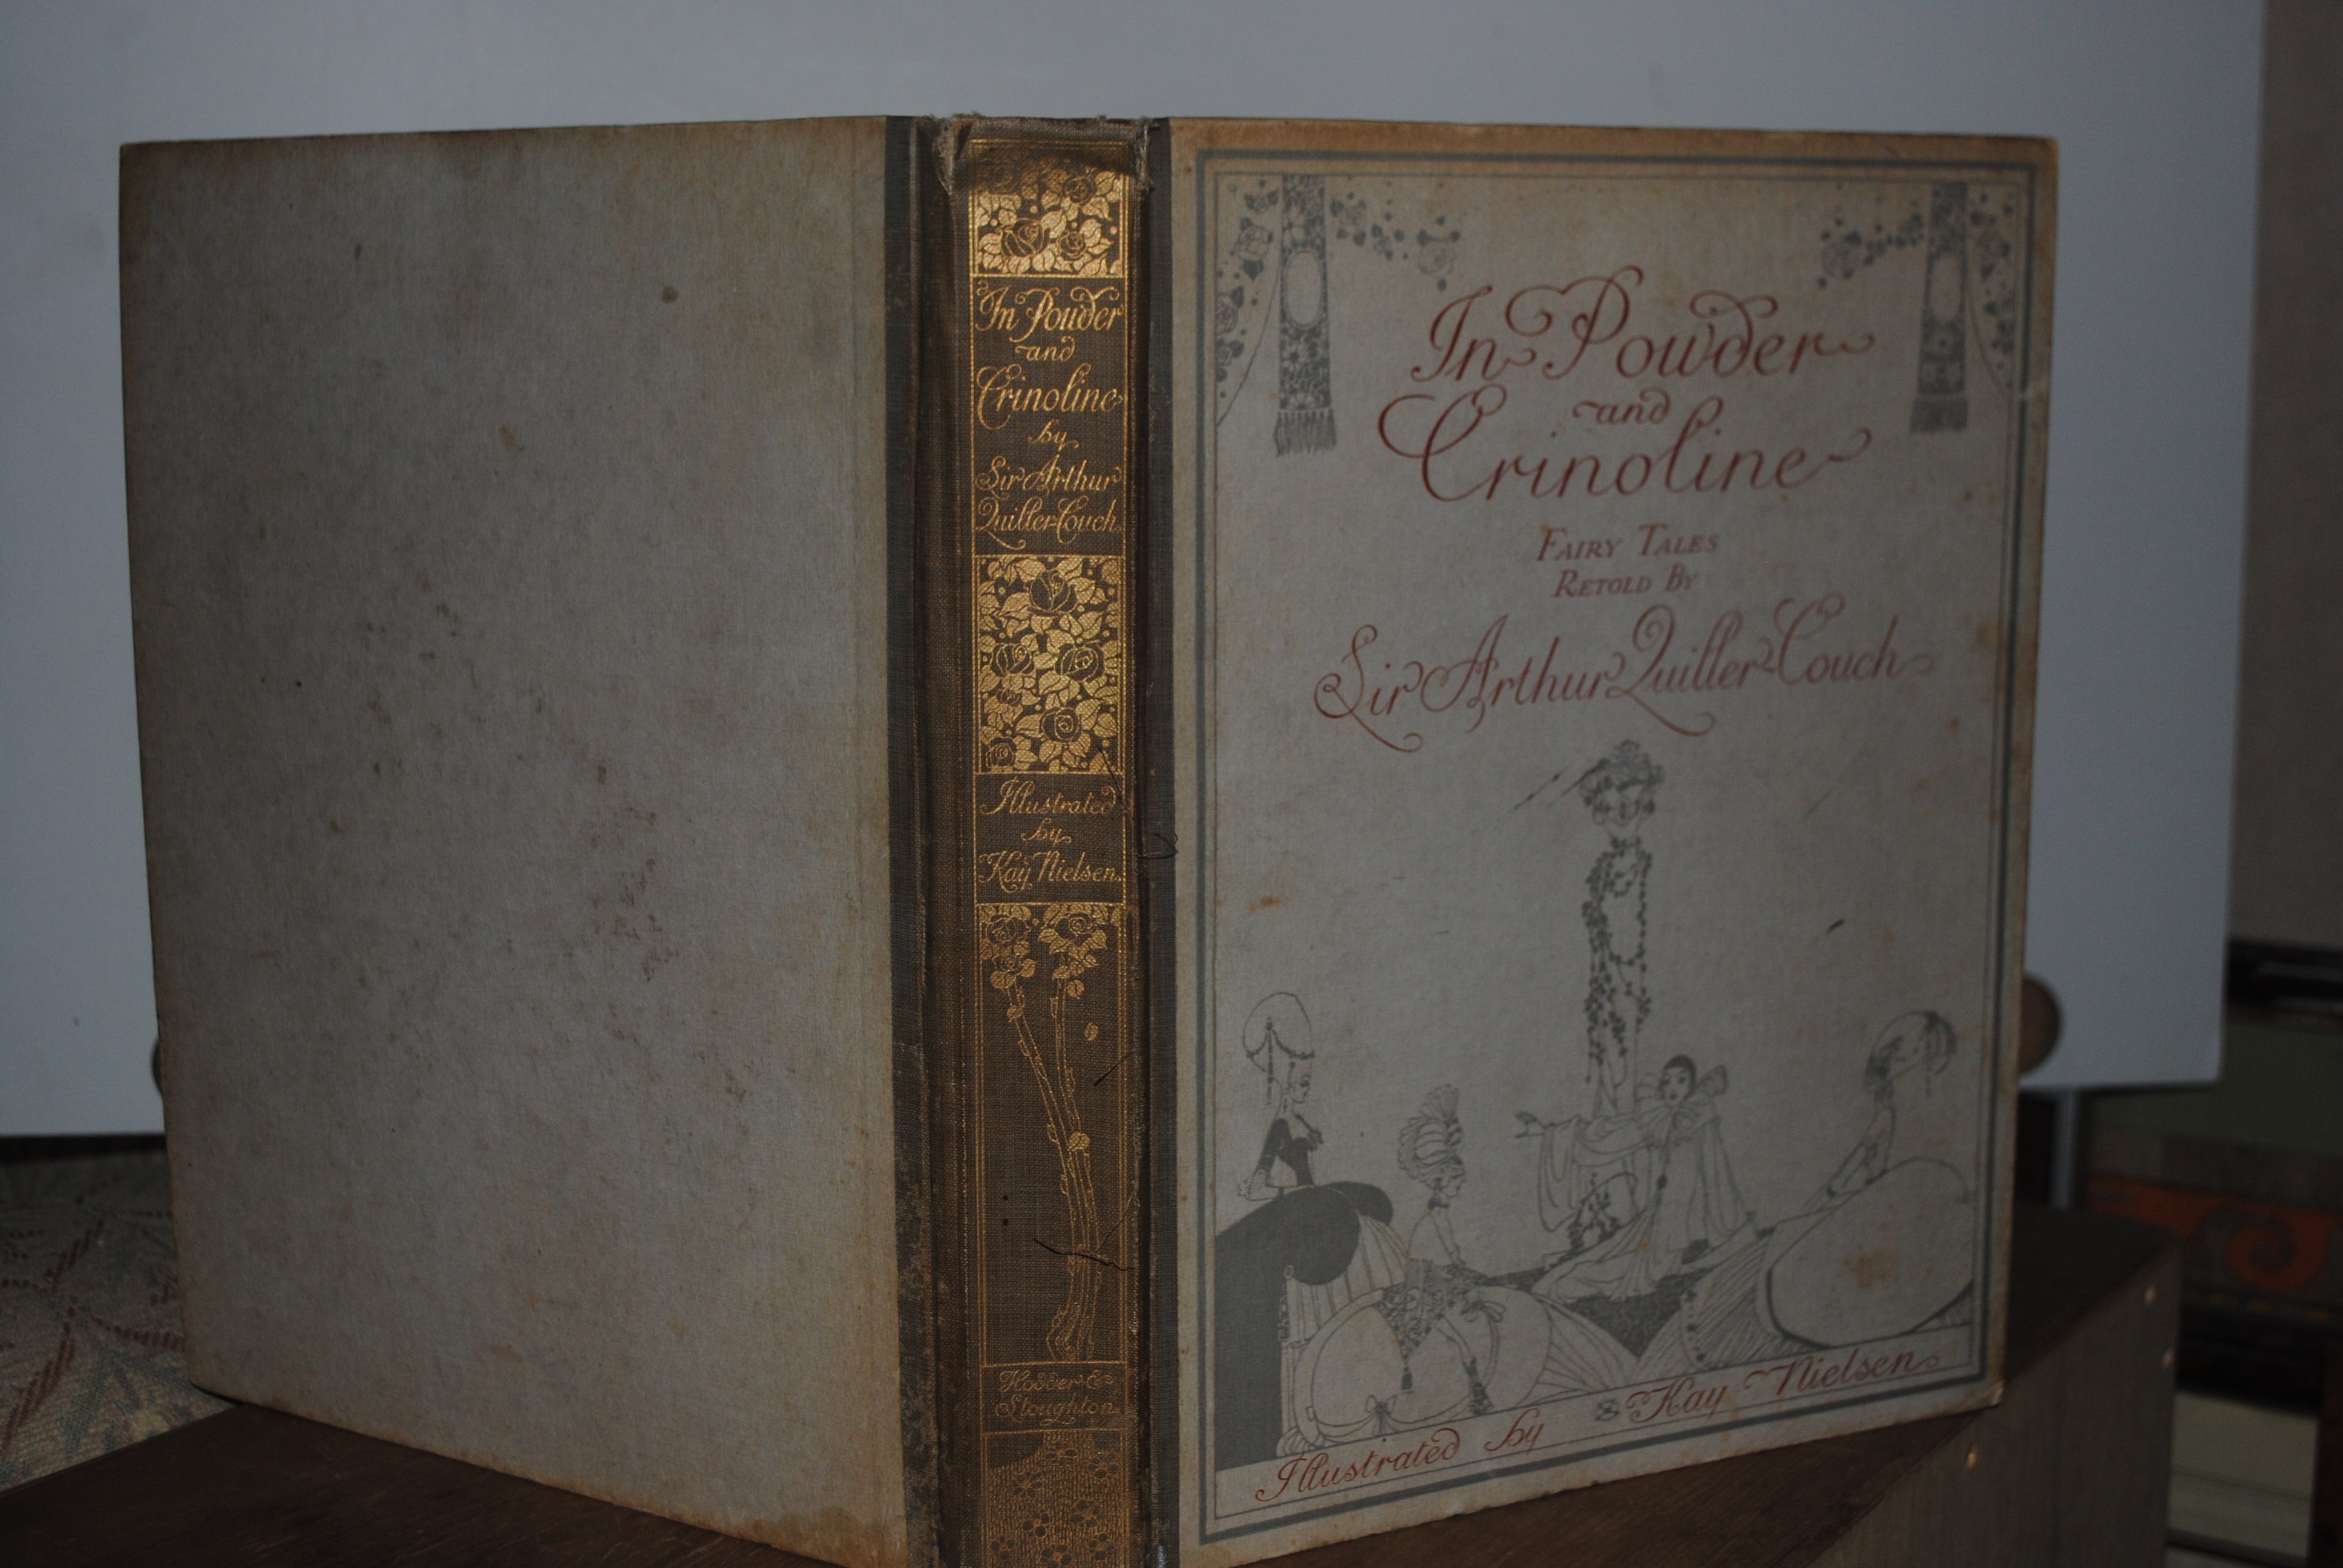 In Powder
and
Crinoline
by
Sir Arthur
Quiller-Couch.
Illustrated
by
Kay Nielsen.
Hodder &
Stoughton.
In Powder
and
Crinoline
FAIRY TALES
RETOLD BY
Sir Arthur Quiller-Couch
Illustrated by Kay Nielsen